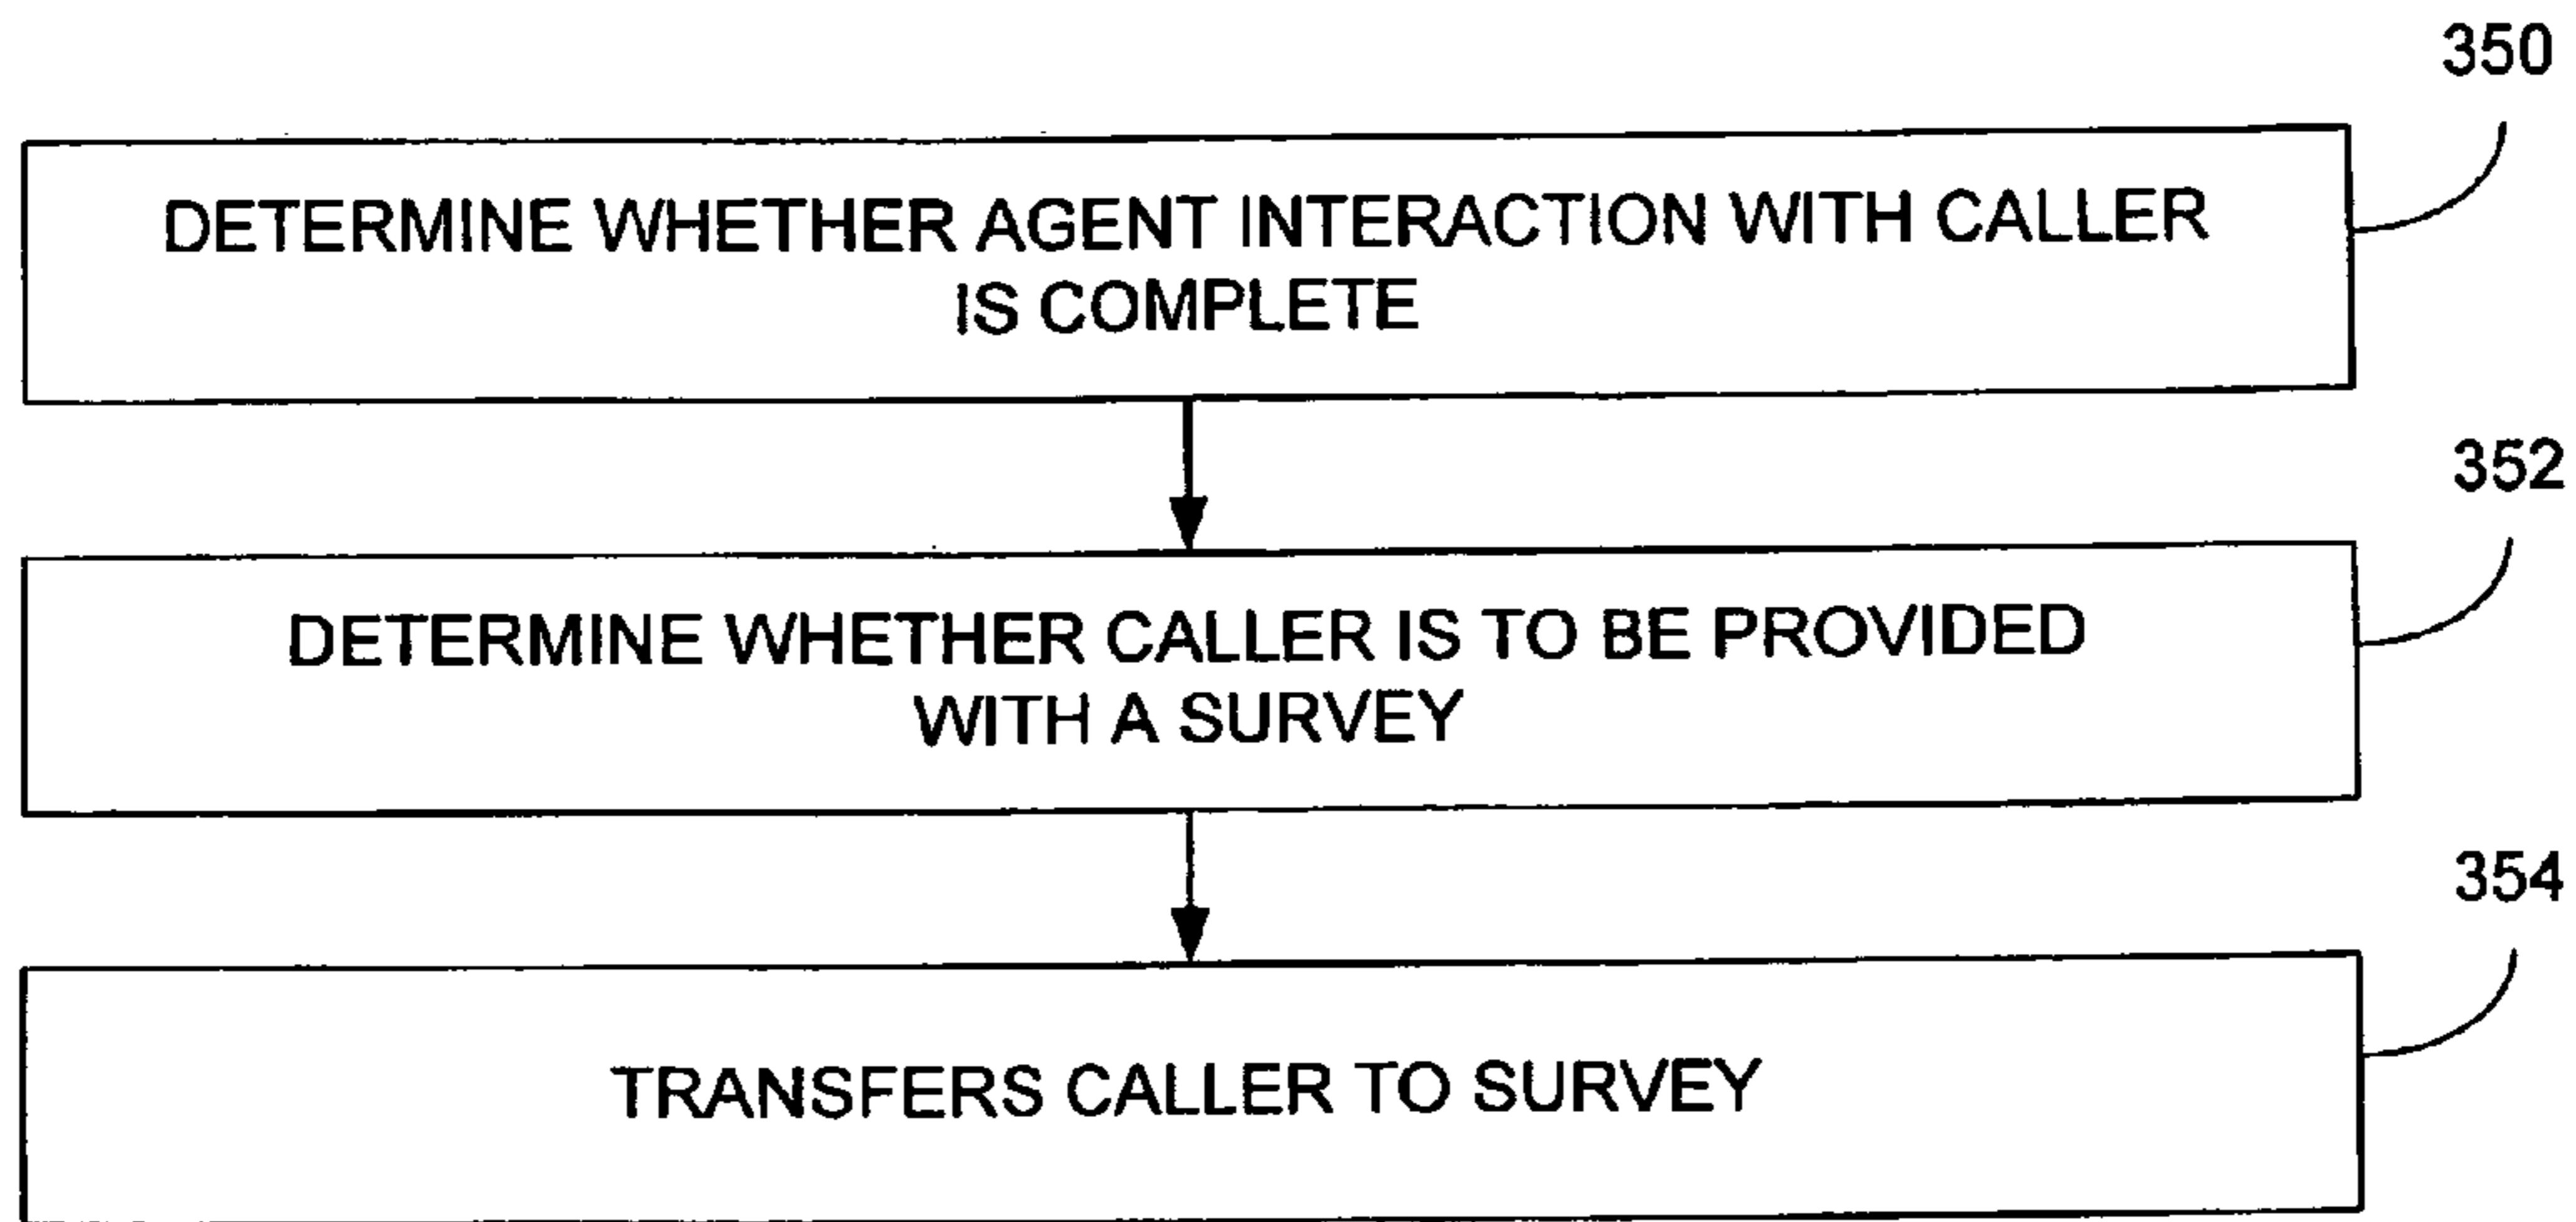 350
DETERMINE WHETHER AGENT INTERACTION WITH CALLER
IS COMPLETE
352
DETERMINE WHETHER CALLER IS TO BE PROVIDED
WITH A SURVEY
354
TRANSFERS CALLER TO SURVEY